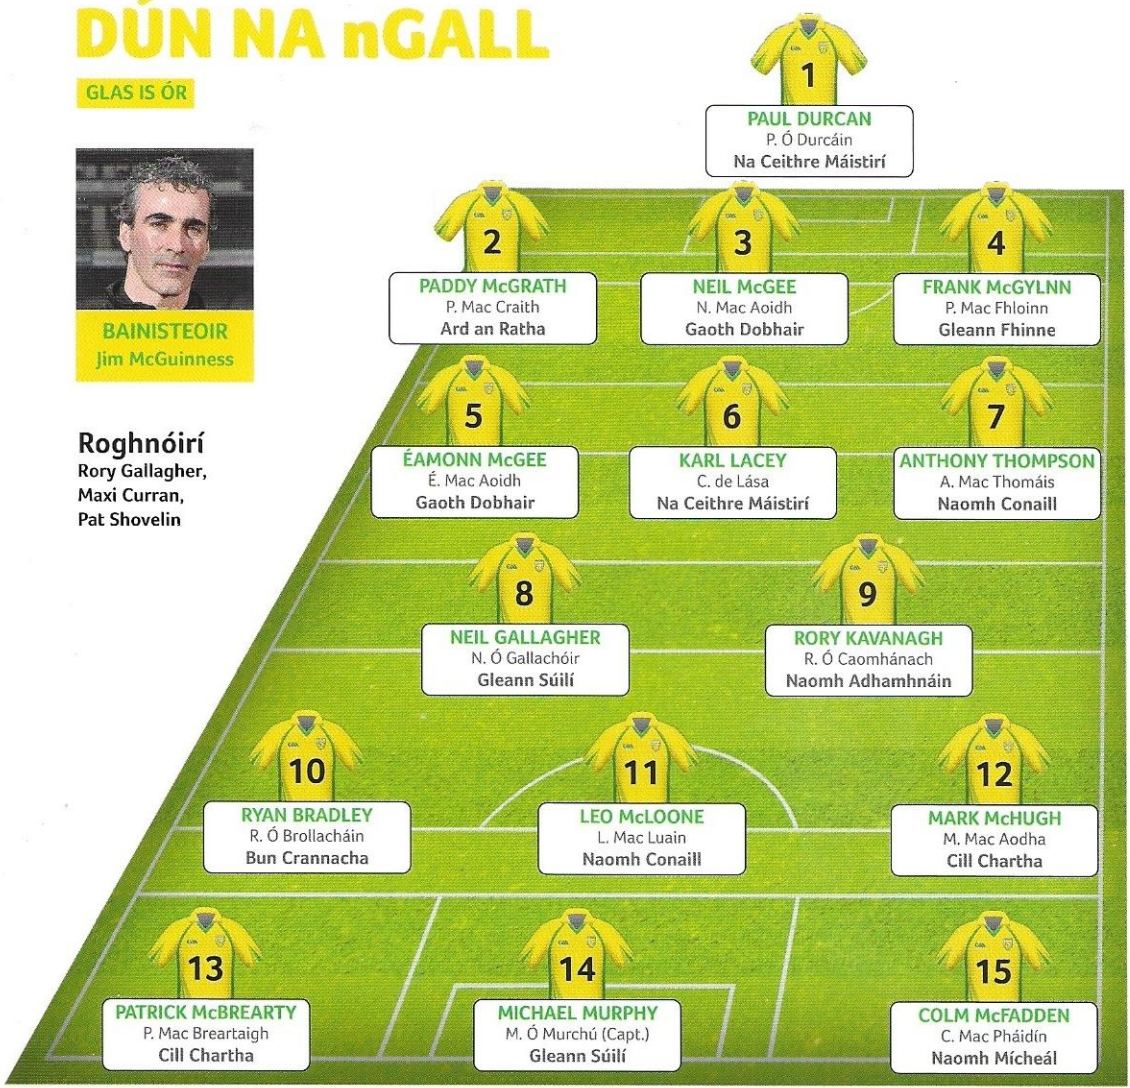 DÚN NA nGALL
GLAS IS ÓR
BAINISTEOIR
Jim McGuinness
Roghnóirí
Rory Gallagher,
Maxi Curran,
Pat Shovelin
1
PAUL DURCAN
P. Ó Durcáin
Na Ceithre Máistirí
2
PADDY McGRATH
P. Mac Craith
Ard an Ratha
3
NEIL McGEE
N. Mac Aoidh
Gaoth Dobhair
4
FRANK McGYLNN
P. Mac Fhloinn
Gleann Fhinne
5
ÉAMONN McGEE
É. Mac Aoidh
Gaoth Dobhair
6
KARL LACEY
C. de Lása
Na Ceithre Máistirí
7
ANTHONY THOMPSON
A. Mac Thomáis
Naomh Conaill
8
NEIL GALLAGHER
N. Ó Gallachóir
Gleann Súilí
9
RORY KAVANAGH
R. Ó Caomhánach
Naomh Adhamhnáin
10
RYAN BRADLEY
R. Ó Brollacháin
Bun Crannacha
11
LEO McLOONE
L. Mac Luain
Naomh Conaill
12
MARK McHUGH
M. Mac Aodha
Cill Chartha
13
PATRICK McBREARTY
P. Mac Breartaigh
Cill Chartha
14
MICHAEL MURPHY
M. Ó Murchú (Capt.)
Gleann Súilí
15
COLM McFADDEN
C. Mac Pháidín
Naomh Mícheál